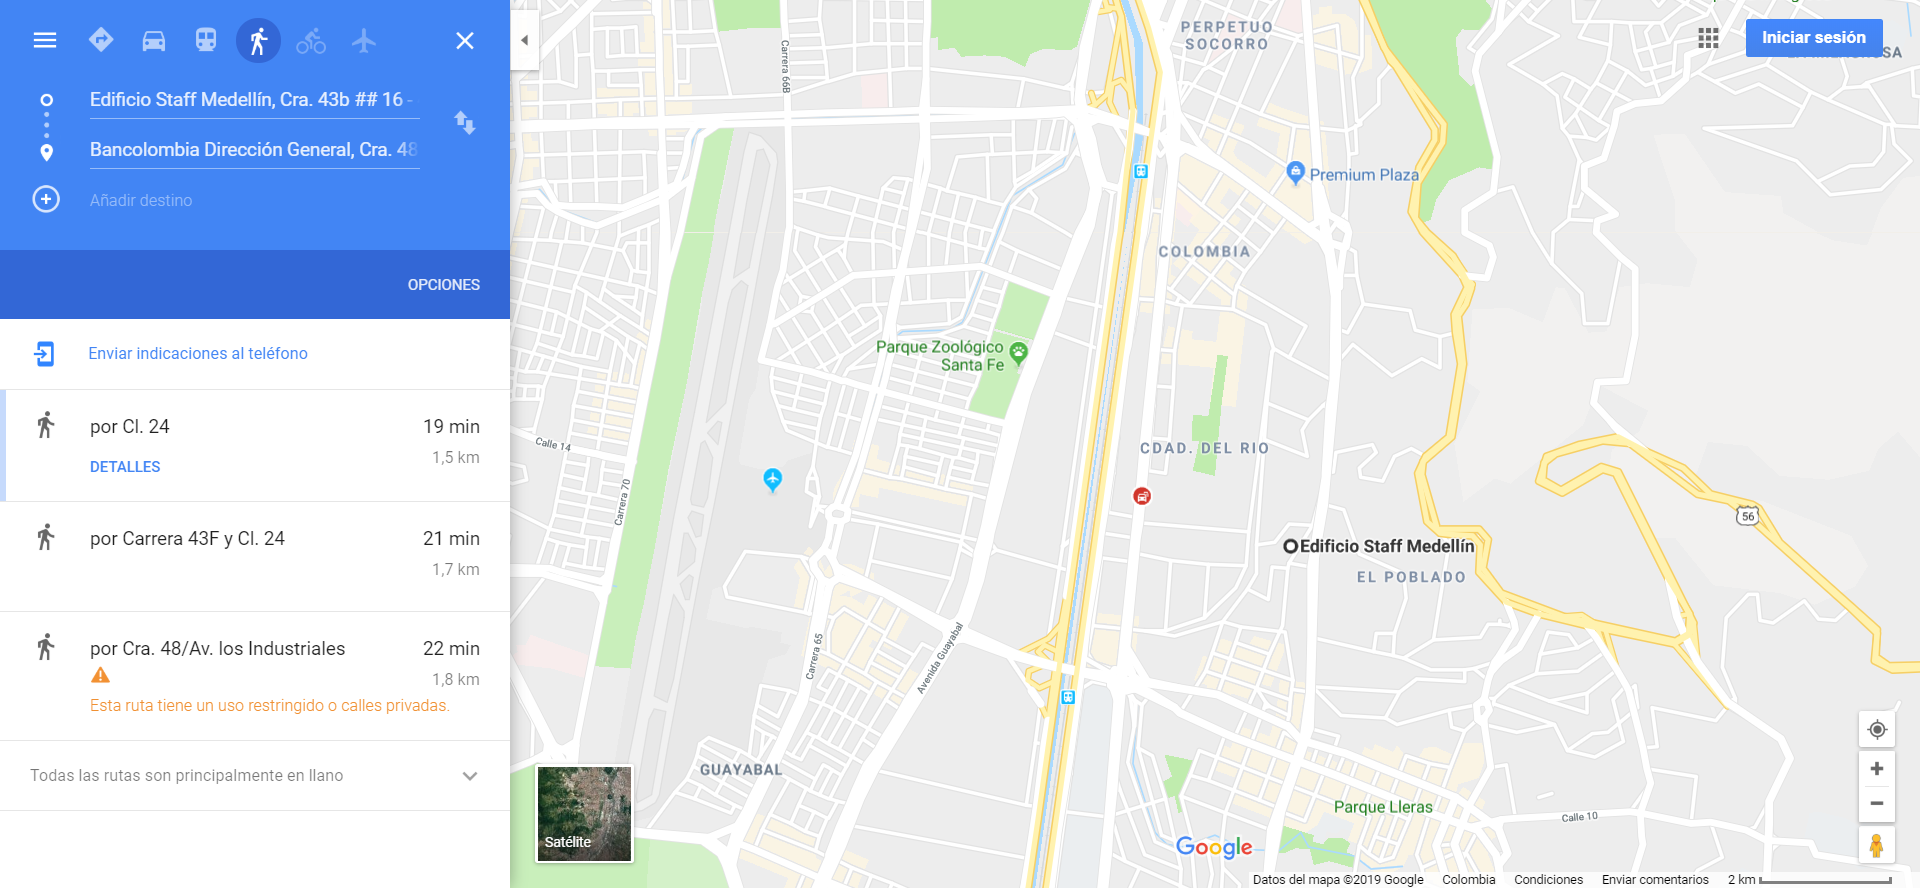 Edificio Staff Medellín, Cra. 43b ## 16 -
Bancolombia Dirección General, Cra. 48
Añadir destino
OPCIONES
Enviar indicaciones al teléfono
por Cl. 24
19 min
1,5 km
DETALLES
por Carrera 43F y Cl. 24
21 min
1,7 km
por Cra. 48/Av. los Industriales
22 min
1,8 km
Esta ruta tiene un uso restringido o calles privadas.
Todas las rutas son principalmente en llano
Satélite
Iniciar sesión
PERPETUO
SOCORRO
Carrera 66B
Premium Plaza
COLOMBIA
Parque Zoológico
Santa Fe
Calle 14
Carrera 70
CDAD. DEL RIO
56
Edificio Staff Medellín
EL POBLADO
Carrera 65
Avenida Guayabal
GUAYABAL
Parque Lleras
Calle 10
Google
Datos del mapa ©2019 Google
Colombia
Condiciones
Enviar comentarios
2 km